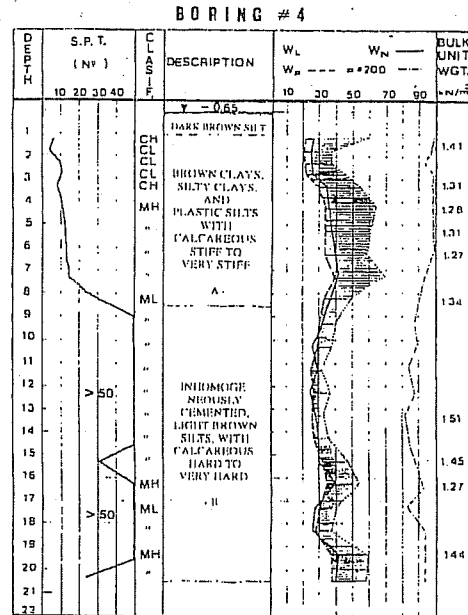 BORING #4
DEPTH
S.P.T.
(Nº)
10 20 30 40
CLASIF.
DESCRIPTION
WL WN
WP #200
10 30 50 70 90
BULK
UNIT
WGT.
kN/m³
- 0.65
DARK BROWN SILT
1
2
3
4
5
6
7
8
9
10
11
12
13
14
15
16
17
18
19
20
21
22
> 50
> 50
CH
CL
CL
CL
CH
MH
"
"
"
ML
"
"
"
"
"
"
"
MH
ML
"
MH
"
BROWN CLAYS,
SILTY CLAYS,
AND
PLASTIC SILTS
WITH
CALCAREOUS
STIFF TO
VERY STIFF
- A -
INHOMOGE
NEOUSLY
CEMENTED,
LIGHT BROWN
SILTS, WITH
CALCAREOUS
HARD TO
VERY HARD
- B
1.41
1.31
1.28
1.31
1.27
1.34
1.51
1.45
1.27
1.44